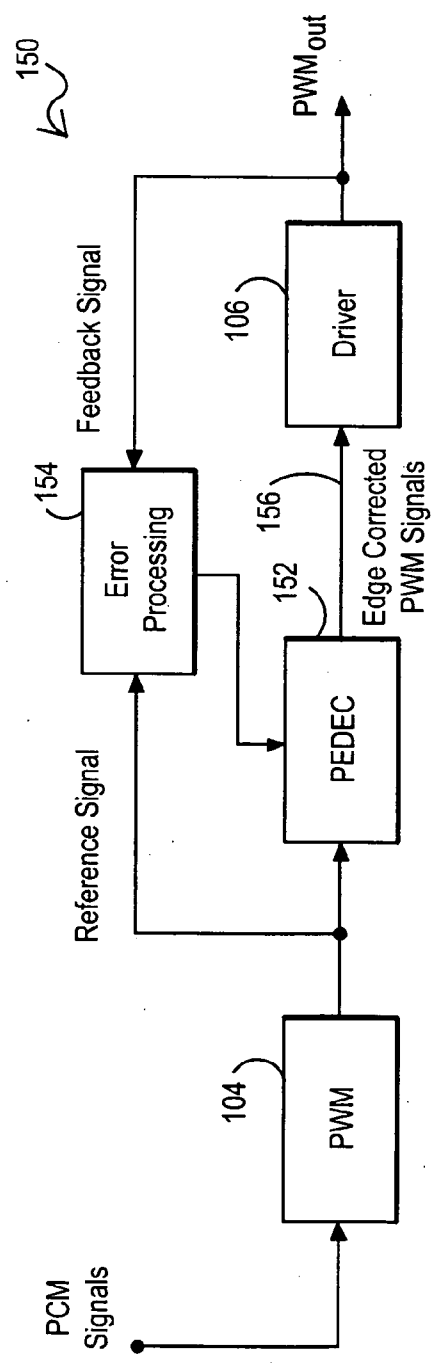 150
PCM
Signals
104
PWM
Reference Signal
154
Error
Processing
Feedback Signal
152
PEDEC
156
Edge Corrected
PWM Signals
106
Driver
PWMout